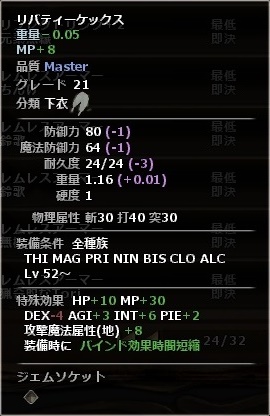 リバティーケックス
重量-0.05
MP+8
品質 Master
グレード 21
分類 下衣
防御力 80 (-1)
魔法防御力 64 (-1)
耐久度 24/24 (-3)
重量 1.16 (+0.01)
硬度 1
物理属性 斬30 打40 突30
装備条件 全種族
THI MAG PRI NIN BIS CLO ALC
Lv 52～
特殊効果 HP+10 MP+30
DEX-4 AGI+3 INT+6 PIE+2
攻撃魔法属性(地) +8
装備時に バインド効果時間短縮
24/32
ジェムソケット